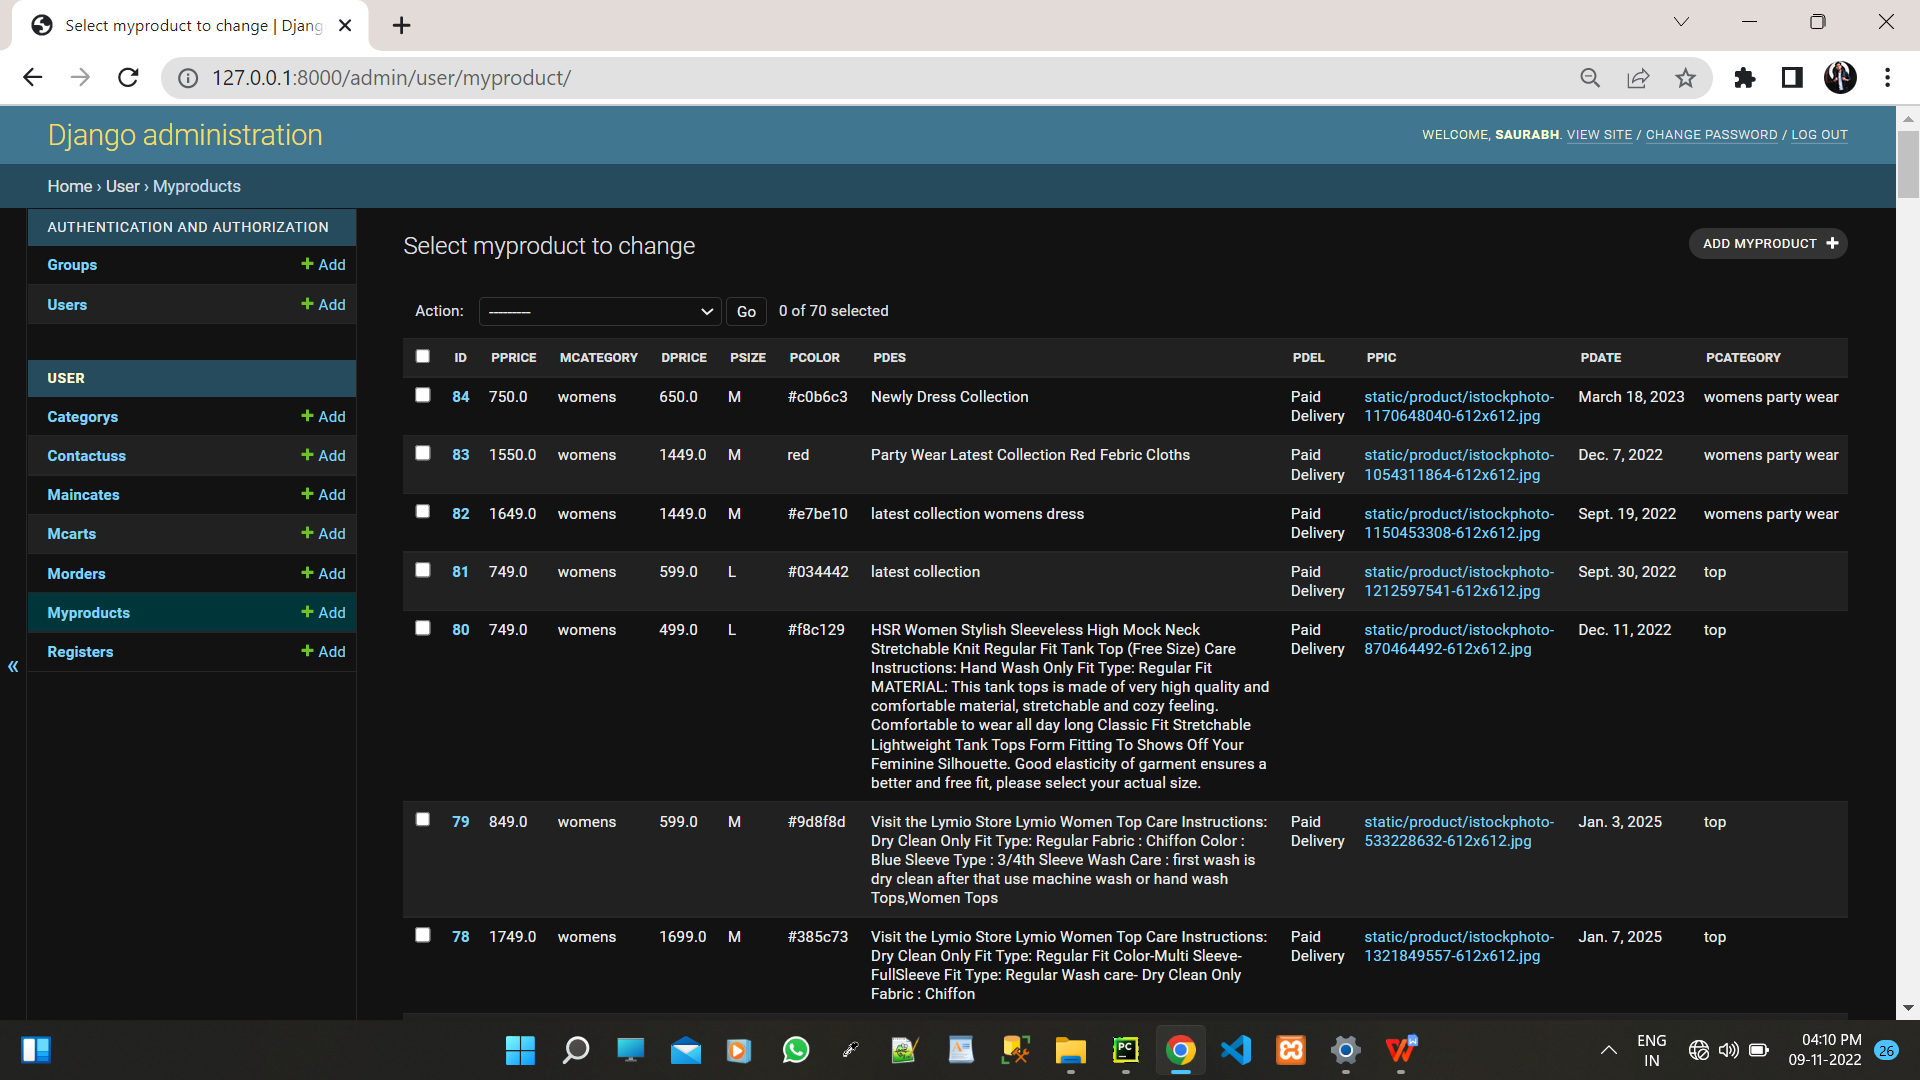 Select myproduct to change | Djang
127.0.0.1:8000/admin/user/myproduct/
Django administration
WELCOME, SAURABH. VIEW SITE / CHANGE PASSWORD / LOG OUT
Home › User › Myproducts
AUTHENTICATION AND AUTHORIZATION
Groups + Add
Users + Add
USER
Categorys + Add
Contactuss + Add
Maincates + Add
Mcarts + Add
Morders + Add
Myproducts + Add
Registers + Add
«
Select myproduct to change
ADD MYPRODUCT +
Action: --------- Go 0 of 70 selected
ID PPRICE MCATEGORY DPRICE PSIZE PCOLOR PDES PDEL PPIC PDATE PCATEGORY
84 750.0 womens 650.0 M #c0b6c3 Newly Dress Collection Paid static/product/istockphoto- March 18, 2023 womens party wear
Delivery 1170648040-612x612.jpg
83 1550.0 womens 1449.0 M red Party Wear Latest Collection Red Febric Cloths Paid static/product/istockphoto- Dec. 7, 2022 womens party wear
Delivery 1054311864-612x612.jpg
82 1649.0 womens 1449.0 M #e7be10 latest collection womens dress Paid static/product/istockphoto- Sept. 19, 2022 womens party wear
Delivery 1150453308-612x612.jpg
81 749.0 womens 599.0 L #034442 latest collection Paid static/product/istockphoto- Sept. 30, 2022 top
Delivery 1212597541-612x612.jpg
80 749.0 womens 499.0 L #f8c129 HSR Women Stylish Sleeveless High Mock Neck Paid static/product/istockphoto- Dec. 11, 2022 top
Stretchable Knit Regular Fit Tank Top (Free Size) Care Delivery 870464492-612x612.jpg
Instructions: Hand Wash Only Fit Type: Regular Fit
MATERIAL: This tank tops is made of very high quality and
comfortable material, stretchable and cozy feeling.
Comfortable to wear all day long Classic Fit Stretchable
Lightweight Tank Tops Form Fitting To Shows Off Your
Feminine Silhouette. Good elasticity of garment ensures a
better and free fit, please select your actual size.
79 849.0 womens 599.0 M #9d8f8d Visit the Lymio Store Lymio Women Top Care Instructions: Paid static/product/istockphoto- Jan. 3, 2025 top
Dry Clean Only Fit Type: Regular Fabric : Chiffon Color : Delivery 533228632-612x612.jpg
Blue Sleeve Type : 3/4th Sleeve Wash Care : first wash is
dry clean after that use machine wash or hand wash
Tops,Women Tops
78 1749.0 womens 1699.0 M #385c73 Visit the Lymio Store Lymio Women Top Care Instructions: Paid static/product/istockphoto- Jan. 7, 2025 top
Dry Clean Only Fit Type: Regular Fit Color-Multi Sleeve- Delivery 1321849557-612x612.jpg
FullSleeve Fit Type: Regular Wash care- Dry Clean Only
Fabric : Chiffon
PC
ENG
IN
04:10 PM
09-11-2022
26